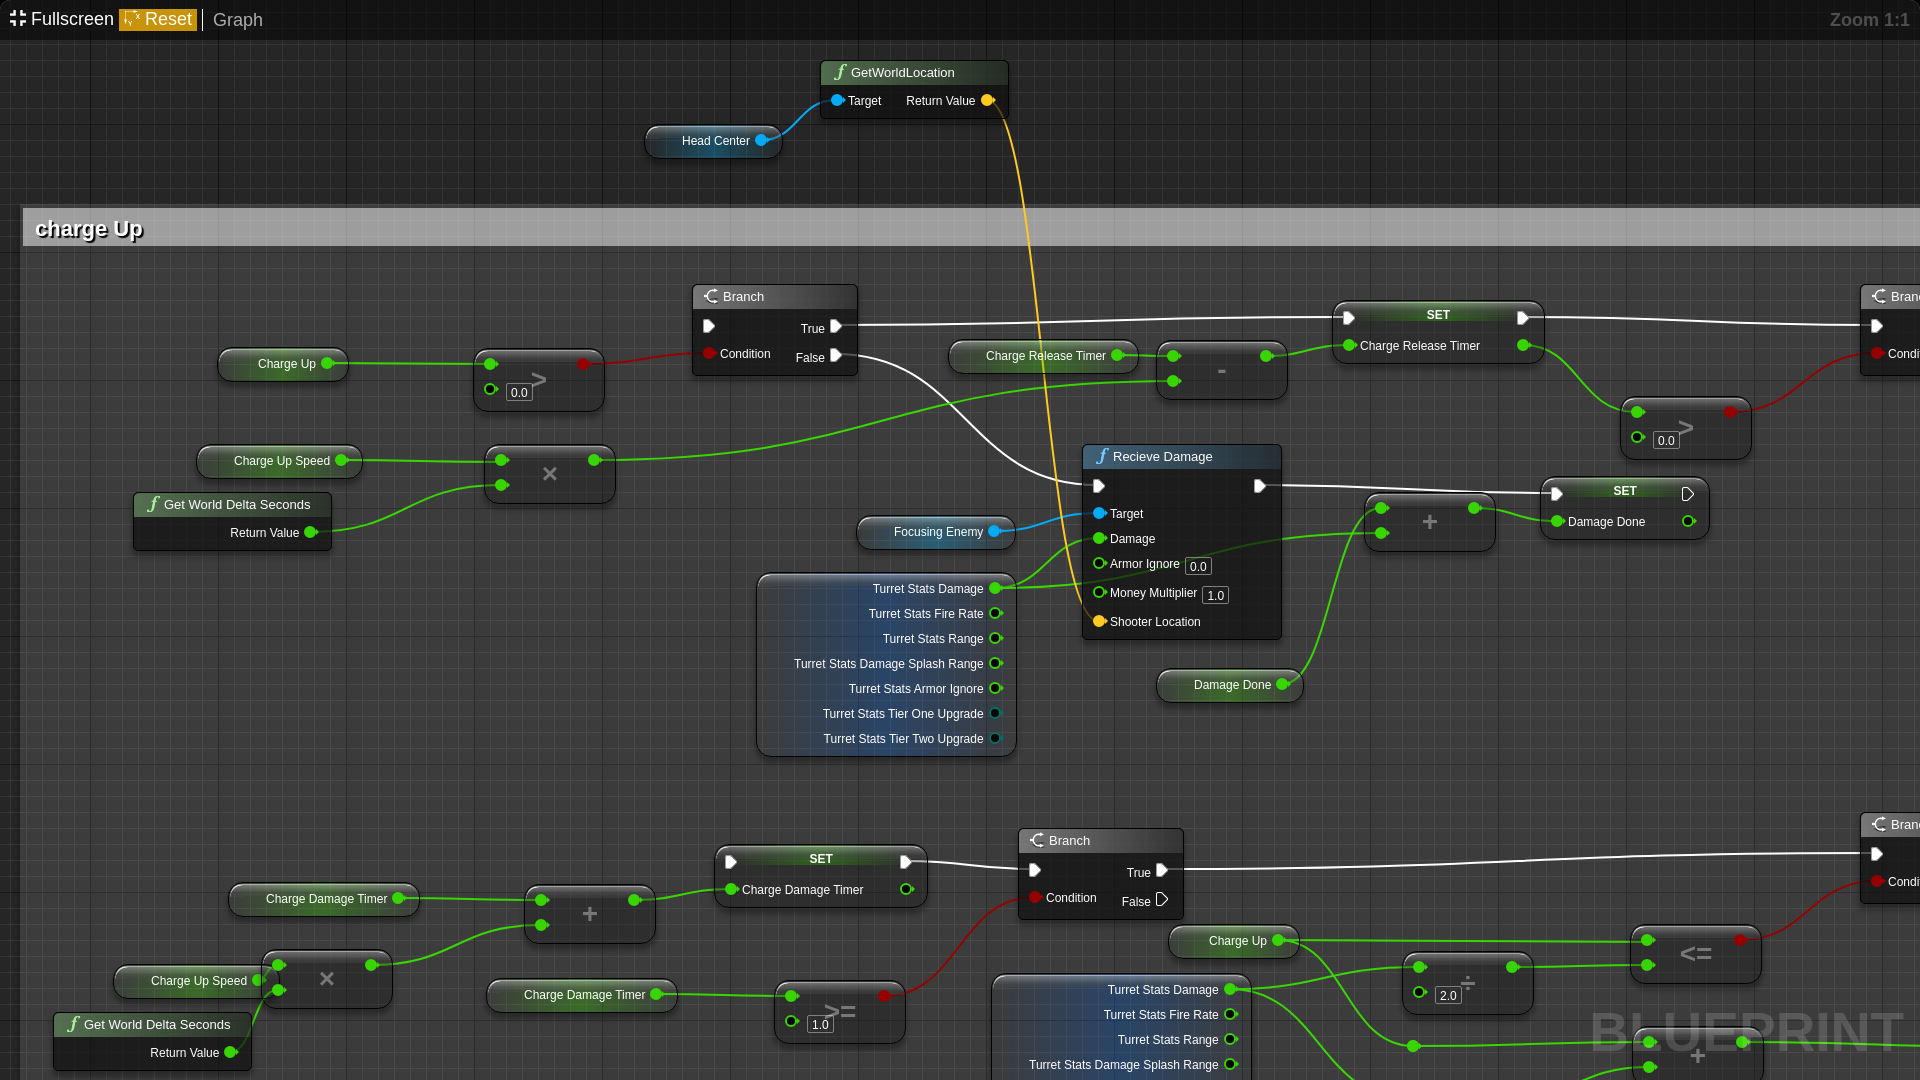 Fullscreen Reset Graph Zoom 1:1
GetWorldLocation
Target Return Value
Head Center
charge Up
Branch
True
Condition
False
SET
Charge Release Timer
Branc
Condi
Charge Up
>
0.0
Charge Release Timer
-
>
0.0
Charge Up Speed
×
Get World Delta Seconds
Return Value
Recieve Damage
Target
Damage
Armor Ignore 0.0
Money Multiplier 1.0
Shooter Location
Focusing Enemy
+
SET
Damage Done
Turret Stats Damage
Turret Stats Fire Rate
Turret Stats Range
Turret Stats Damage Splash Range
Turret Stats Armor Ignore
Turret Stats Tier One Upgrade
Turret Stats Tier Two Upgrade
Damage Done
SET
Charge Damage Timer
Branch
True
Condition
False
Branc
Condi
Charge Damage Timer
+
Charge Up Speed
×
Get World Delta Seconds
Return Value
Charge Damage Timer
>=
1.0
Charge Up
<=
÷
2.0
Turret Stats Damage
Turret Stats Fire Rate
Turret Stats Range
Turret Stats Damage Splash Range
BLUEPRINT
+